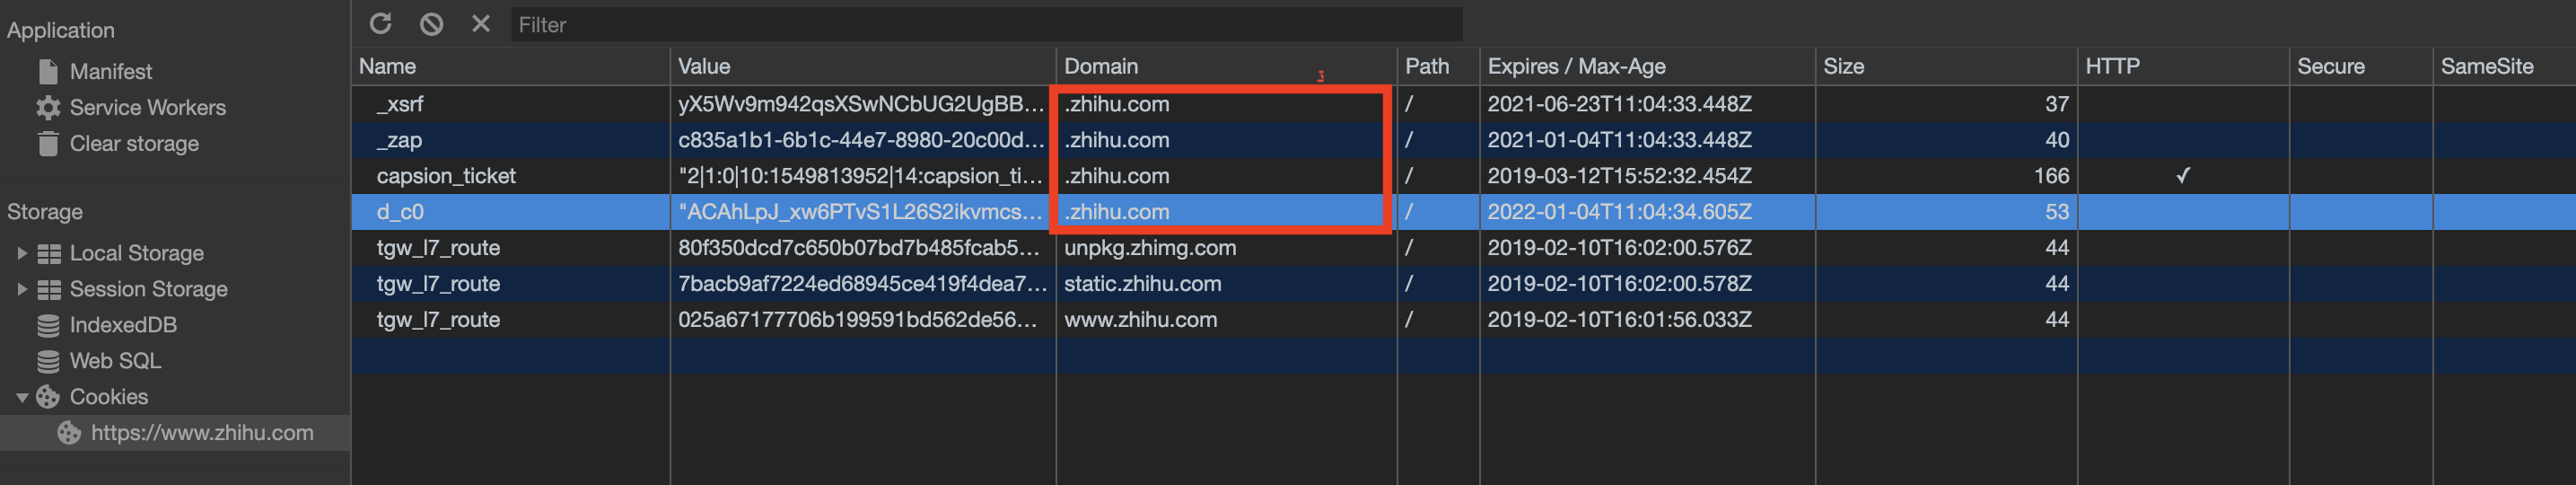 Application
Manifest
Service Workers
Clear storage
Storage
Local Storage
Session Storage
IndexedDB
Web SQL
Cookies
https://www.zhihu.com
Filter
Name Value Domain Path Expires / Max-Age Size HTTP Secure SameSite
3
_xsrf yX5Wv9m942qsXSwNCbUG2UgBB... .zhihu.com / 2021-06-23T11:04:33.448Z 37
_zap c835a1b1-6b1c-44e7-8980-20c00d... .zhihu.com / 2021-01-04T11:04:33.448Z 40
capsion_ticket "2|1:0|10:1549813952|14:capsion_ti... .zhihu.com / 2019-03-12T15:52:32.454Z 166 ✓
d_c0 "ACAhLpJ_xw6PTvS1L26S2ikvmcs... .zhihu.com / 2022-01-04T11:04:34.605Z 53
tgw_l7_route 80f350dcd7c650b07bd7b485fcab5... unpkg.zhimg.com / 2019-02-10T16:02:00.576Z 44
tgw_l7_route 7bacb9af7224ed68945ce419f4dea7... static.zhihu.com / 2019-02-10T16:02:00.578Z 44
tgw_l7_route 025a67177706b199591bd562de56... www.zhihu.com / 2019-02-10T16:01:56.033Z 44